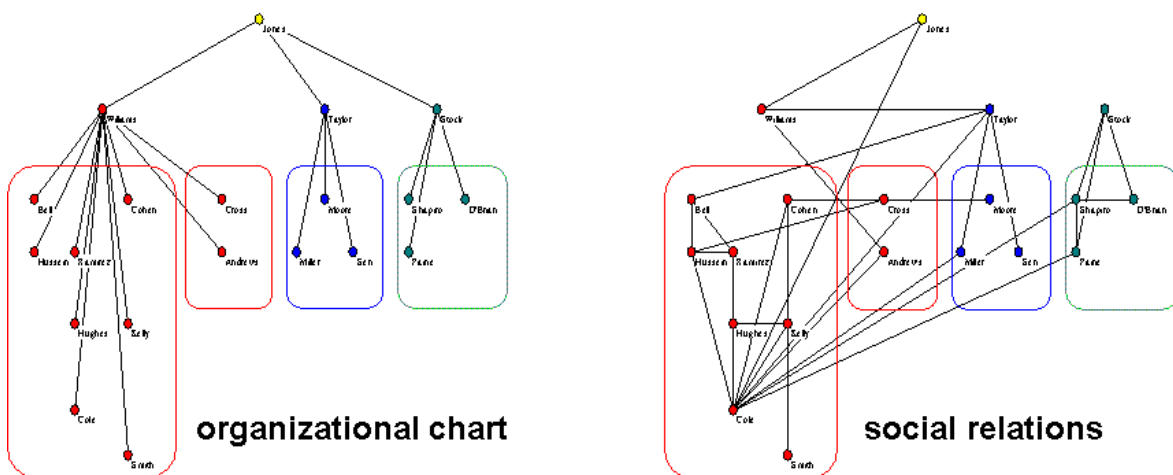 Jones
Williams
Taylor
Stock
Bell
Cohen
Cross
Moore
Shapiro
O'Brian
Hussein
Ramirez
Andrews
Miller
Sen
Paine
Hughes
Kelly
Cole
Smith
organizational chart
Jones
Williams
Taylor
Stock
Bell
Cohen
Cross
Moore
Shapiro
O'Brian
Hussein
Ramirez
Andrews
Miller
Sen
Paine
Hughes
Kelly
Cole
Smith
social relations